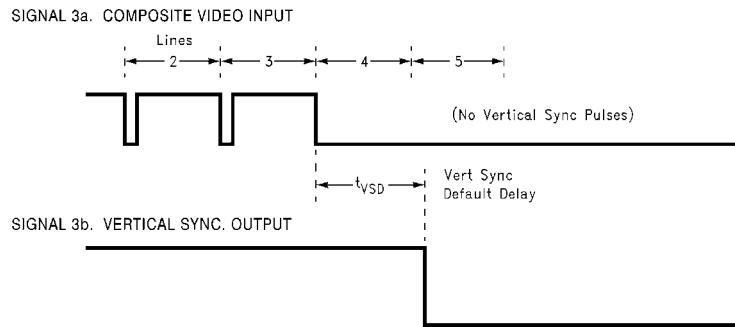 SIGNAL 3a. COMPOSITE VIDEO INPUT
Lines
2 3 4 5
(No Vertical Sync Pulses)
tVSD
Vert Sync
Default Delay
SIGNAL 3b. VERTICAL SYNC. OUTPUT